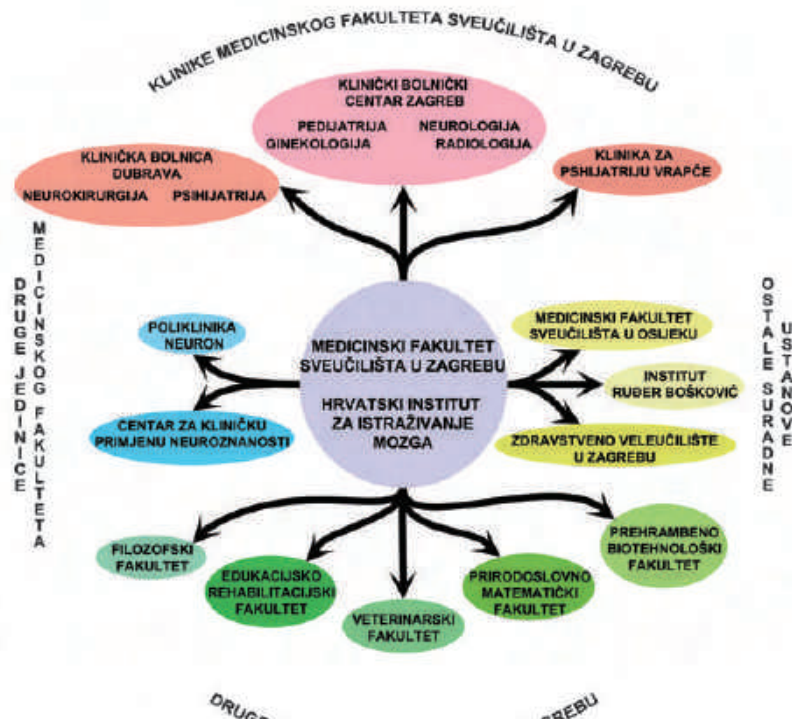 KLINIKE MEDICINSKOG FAKULTETA SVEUČILIŠTA U ZAGREBU
KLINIČKI BOLNIČKI
CENTAR ZAGREB
PEDIJATRIJA NEUROLOGIJA
GINEKOLOGIJA RADIOLOGIJA
KLINIČKA BOLNICA
DUBRAVA
NEUROKIRURGIJA PSIHIJATRIJA
KLINIKA ZA
PSHIJATRIJU VRAPČE
DRUGE JEDINICE
MEDICINSKOG FAKULTETA
POLIKLINIKA
NEURON
CENTAR ZA KLINIČKU
PRIMJENU NEUROZNANOSTI
MEDICINSKI FAKULTET
SVEUČILIŠTA U ZAGREBU
HRVATSKI INSTITUT
ZA ISTRAŽIVANJE
MOZGA
MEDICINSKI FAKULTET
SVEUČILIŠTA U OSIJEKU
INSTITUT
RUĐER BOŠKOVIĆ
ZDRAVSTVENO VELEUČILIŠTE
U ZAGREBU
OSTALE SURADNE
USTANOVE
FILOZOFSKI
FAKULTET
EDUKACIJSKO
REHABILITACIJSKI
FAKULTET
VETERINARSKI
FAKULTET
PRIRODOSLOVNO
MATEMATIČKI
FAKULTET
PREHRAMBENO
BIOTEHNOLOŠKI
FAKULTET
DRUGE ZAGREBU